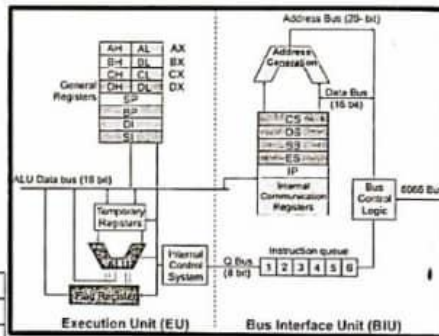 Address Bus (20- bit)
AH AL AX
BH BL BX
CH CL CX
DH DL DX
General
Registers
SP
BP
DI
SI
Address
Generation
Data Bus
(16 bit)
CS
DS
SS
ES
IP
Internal
Communication
Registers
ALU Data bus (16 bit)
Temporary
Registers
ALU
Flag Register
Internal
Control
System
Q Bus
(8 bit)
Instruction queue
1 2 3 4 5 6
Bus
Control
Logic
Execution Unit (EU)
Bus Interface Unit (BIU)